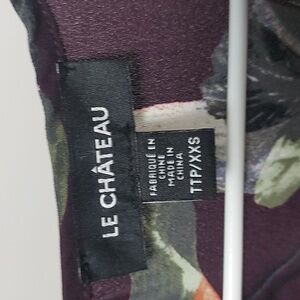 LE CHÂTEAU
FABRIQUÉ EN
CHINE
MADE IN
CHINA
TTP/XXS